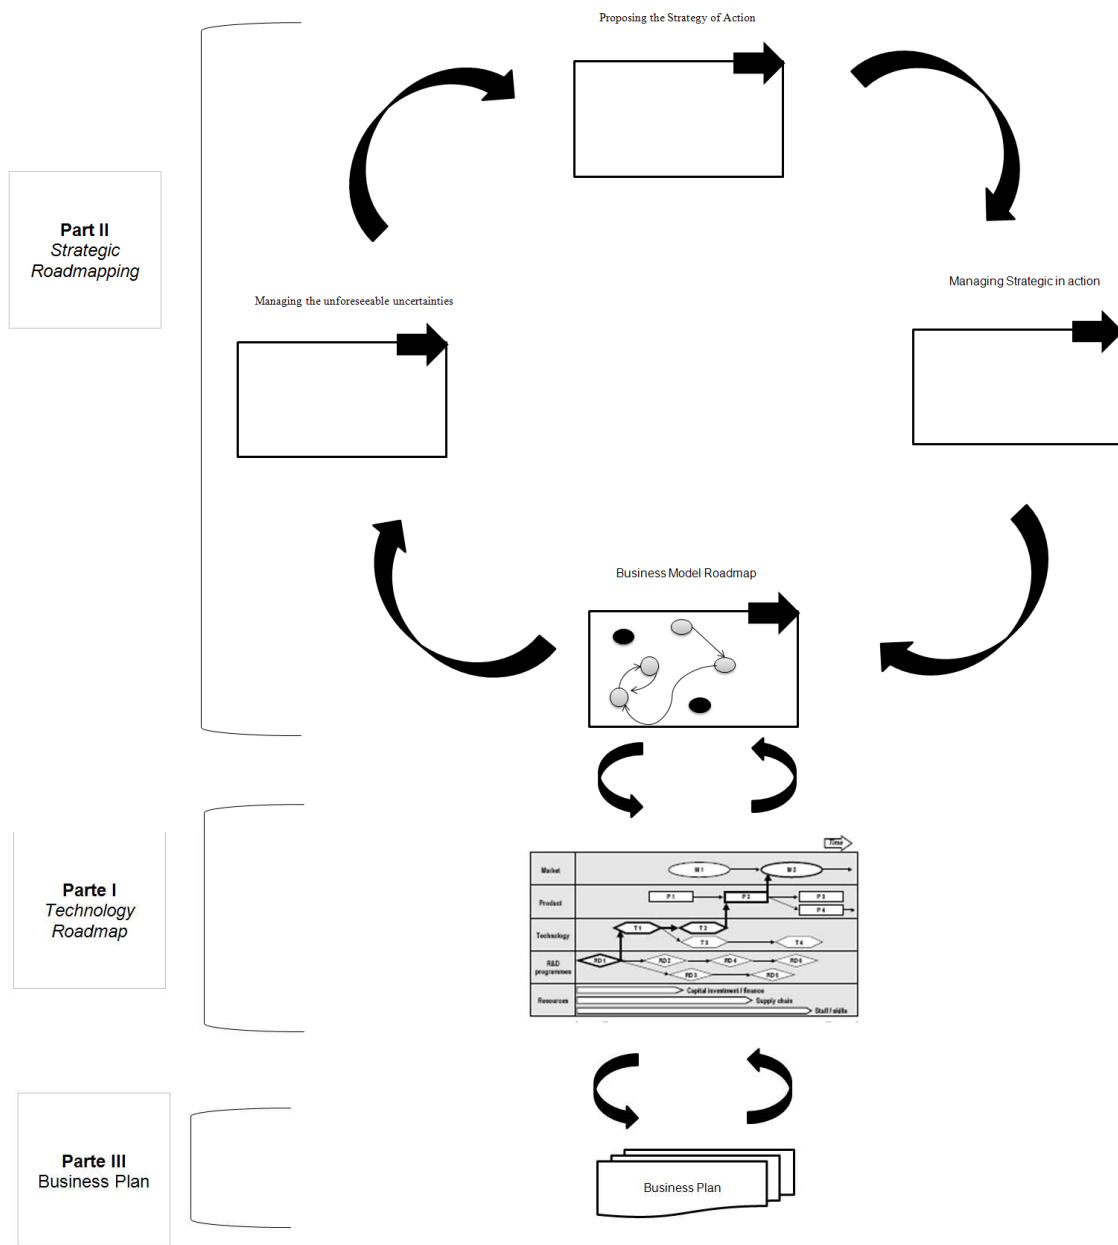 Proposing the Strategy of Action
Part II
Strategic
Roadmapping
Managing Strategic in action
Managing the unforeseeable uncertainties
Business Model Roadmap
Time
Market
M 1
M 2
Product
P 1
P 2
P 3
P 4
Technology
T 1
T 2
T 3
T 4
R&D
programmes
RD 1
RD 2
RD 4
RD 6
RD 3
RD 5
Resources
Capital investment / finance
Supply chain
Staff / skills
Parte I
Technology
Roadmap
Parte III
Business Plan
Business Plan